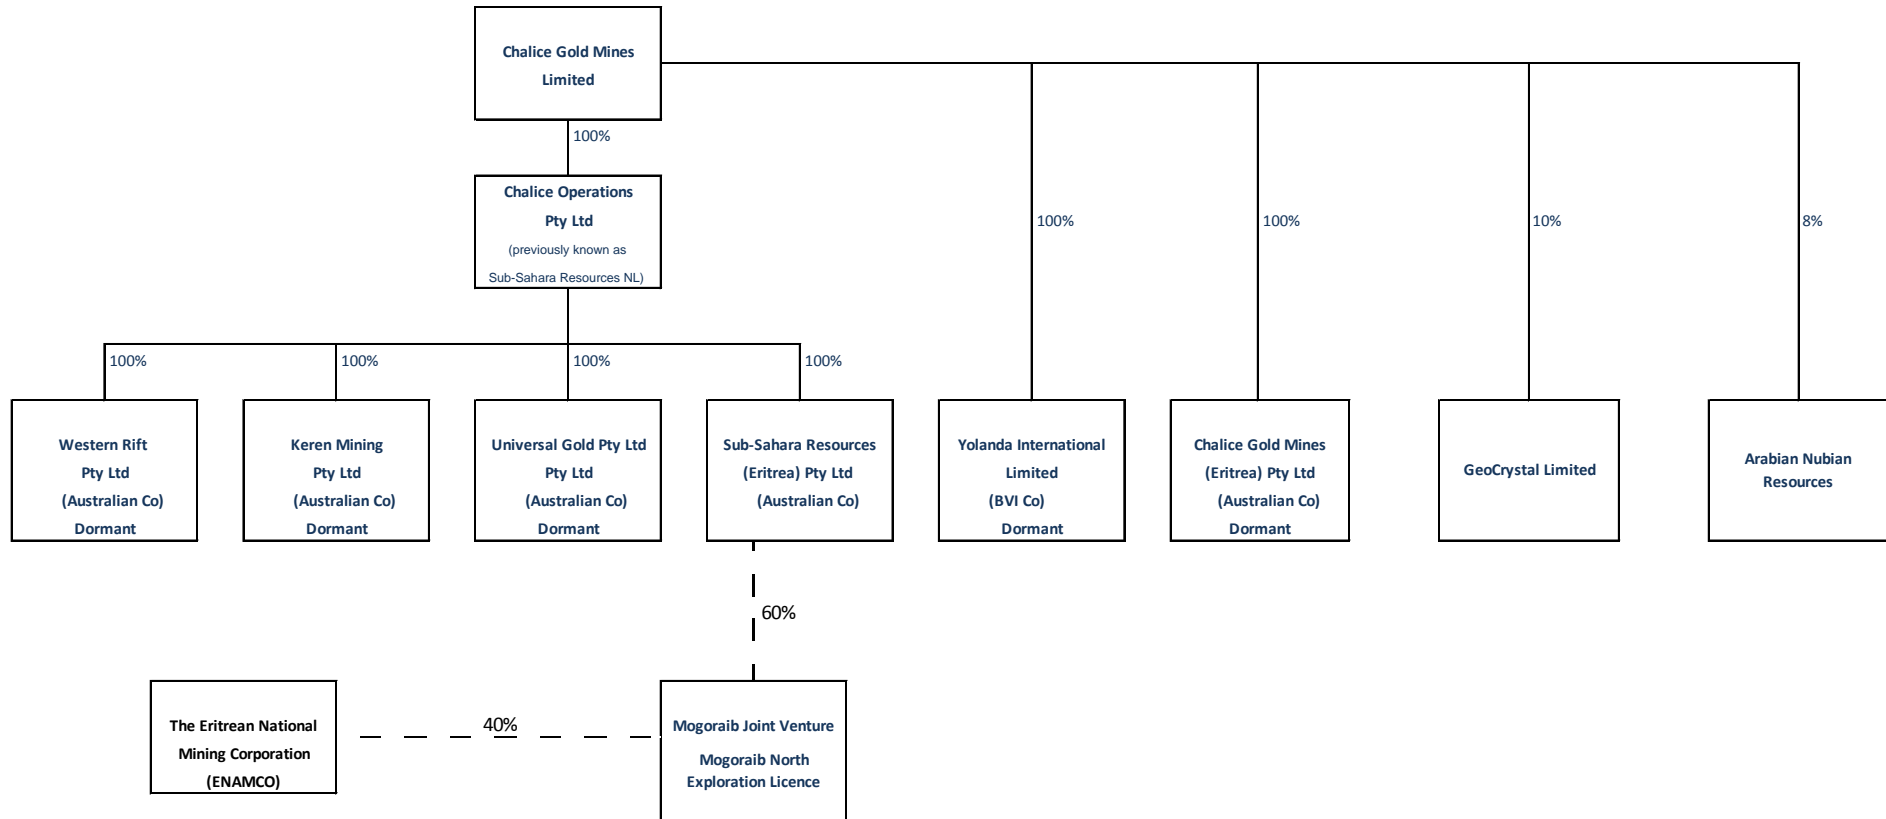 Chalice Gold Mines
Limited
100%
Chalice Operations
Pty Ltd
(previously known as
Sub-Sahara Resources NL)
100%
100%
10%
8%
100%
100%
100%
100%
Western Rift
Pty Ltd
(Australian Co)
Dormant
Keren Mining
Pty Ltd
(Australian Co)
Dormant
Universal Gold Pty Ltd
Pty Ltd
(Australian Co)
Dormant
Sub-Sahara Resources
(Eritrea) Pty Ltd
(Australian Co)
Yolanda International
Limited
(BVI Co)
Dormant
Chalice Gold Mines
(Eritrea) Pty Ltd
(Australian Co)
Dormant
GeoCrystal Limited
Arabian Nubian
Resources
60%
The Eritrean National
Mining Corporation
(ENAMCO)
40%
Mogoraib Joint Venture
Mogoraib North
Exploration Licence